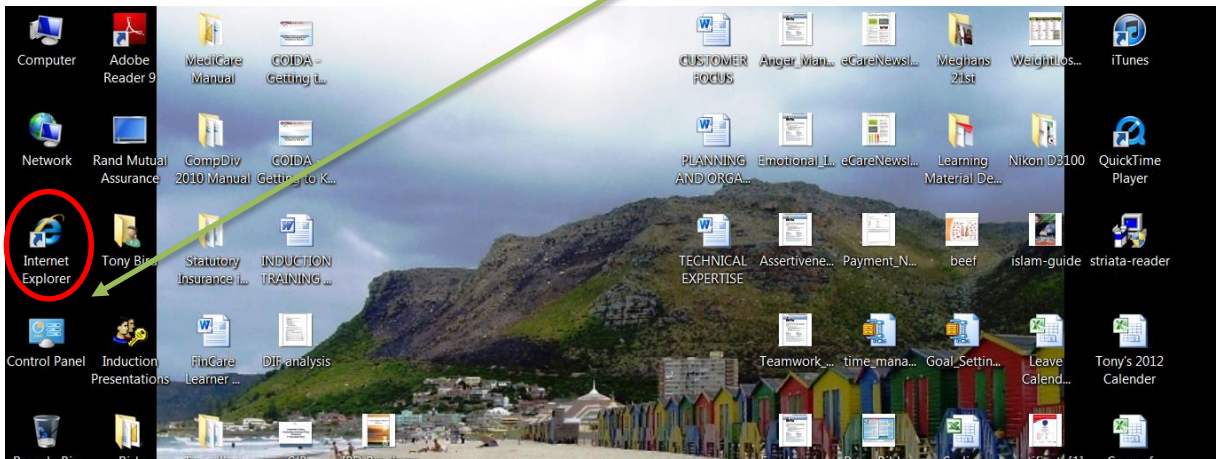 Computer
Adobe
Reader 9
MediCare
Manual
COIDA -
Getting t...
CUSTOMER
FOCUS
Anger_Man...
eCareNewsl...
Meghans
21st
WeightLos...
iTunes
Network
Rand Mutual
Assurance
CompDiv
2010 Manual
COIDA -
Getting to K...
PLANNING
AND ORGA...
Emotional_I...
eCareNewsl...
Learning
Material De...
Nikon D3100
QuickTime
Player
Internet
Explorer
Tony Bir
Statutory
Insurance i...
INDUCTION
TRAINING ...
TECHNICAL
EXPERTISE
Assertivene...
Payment_N...
beef
islam-guide
striata-reader
Control Panel
Induction
Presentations
FinCare
Learner ...
DIF analysis
Teamwork_...
time_mana...
Goal_Settin...
Leave
Calend...
Tony's 2012
Calender